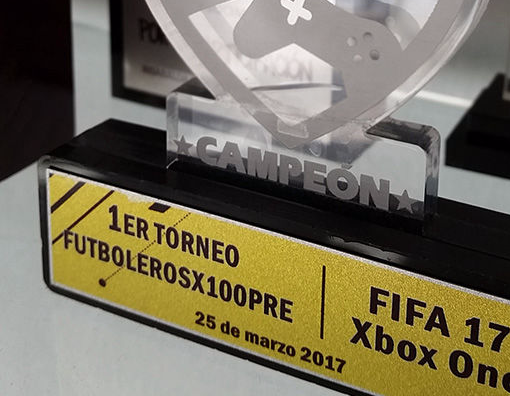 ★CAMPEÓN★
1ER TORNEO
FUTBOLEROSX100PRE
25 de marzo 2017
FIFA 17
Xbox One